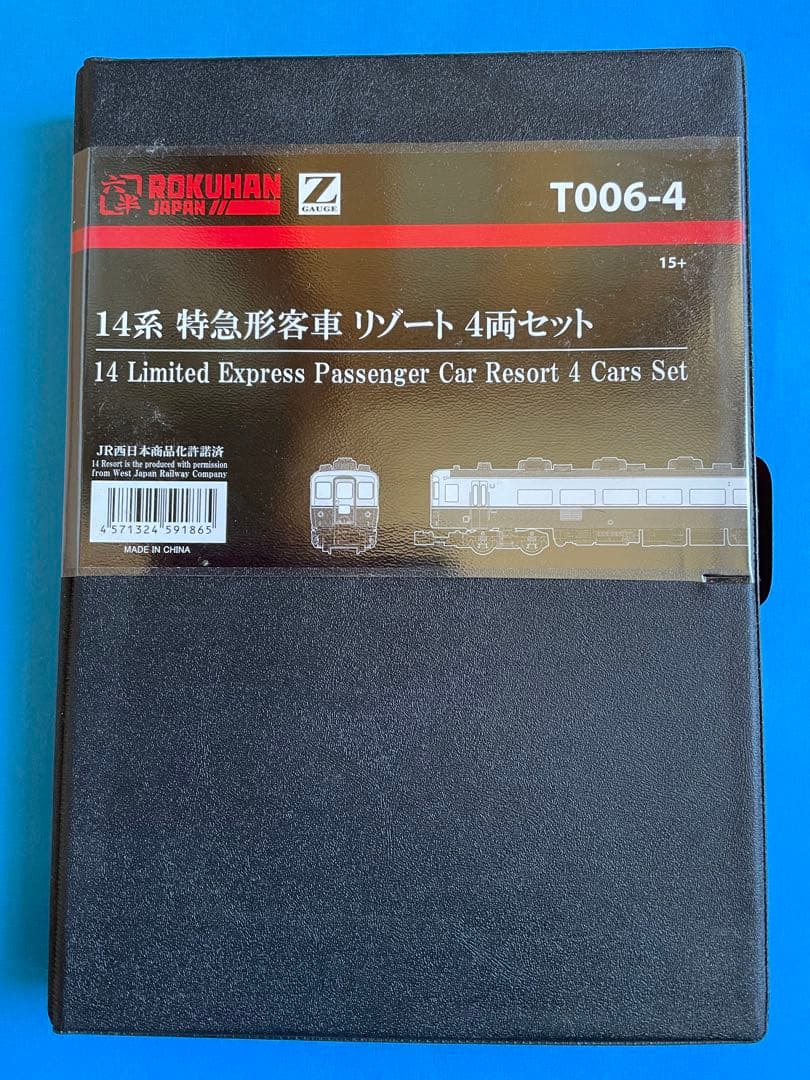 六半 ROKUHAN JAPAN
Z GAUGE
T006-4
15+
14系 特急形客車 リゾート 4両セット
14 Limited Express Passenger Car Resort 4 Cars Set
JR西日本商品化許諾済
14 Resort is the produced with permission
from West Japan Railway Company
4 571324 591865
MADE IN CHINA